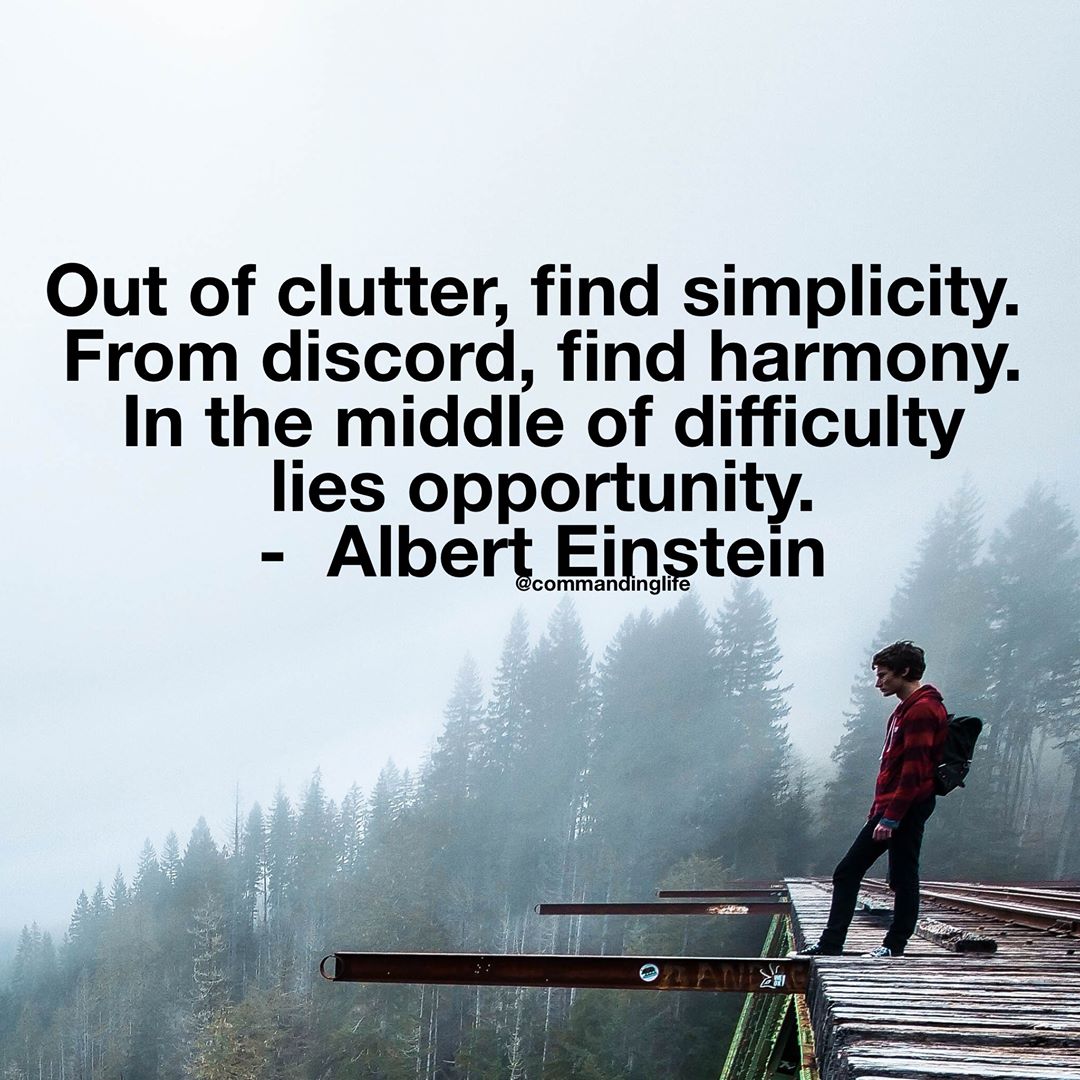 Out of clutter, find simplicity.
From discord, find harmony.
In the middle of difficulty
lies opportunity.
- Albert Einstein
@commandinglife